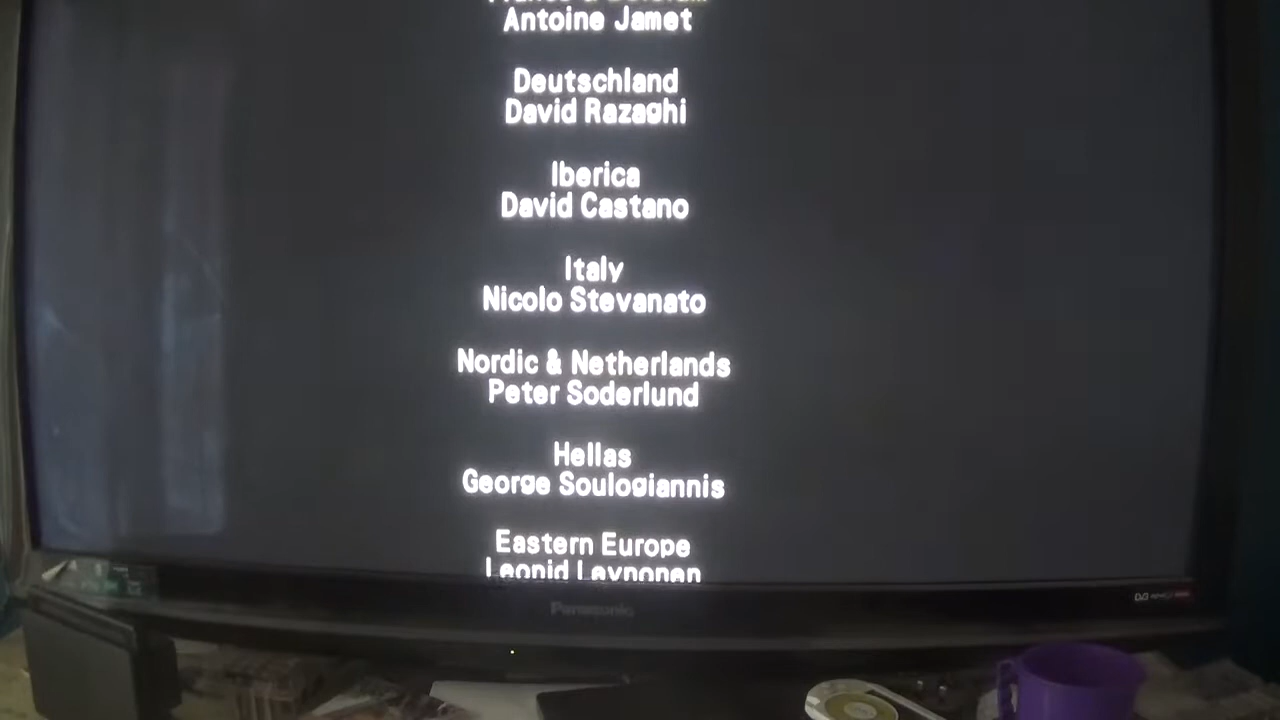 Antoine Jamet
Deutschland
David Razaghi
Iberica
David Castano
Italy
Nicolo Stevanato
Nordic & Netherlands
Peter Soderlund
Hellas
George Soulogiannis
Eastern Europe
Leonid Laynonen
Panasonic